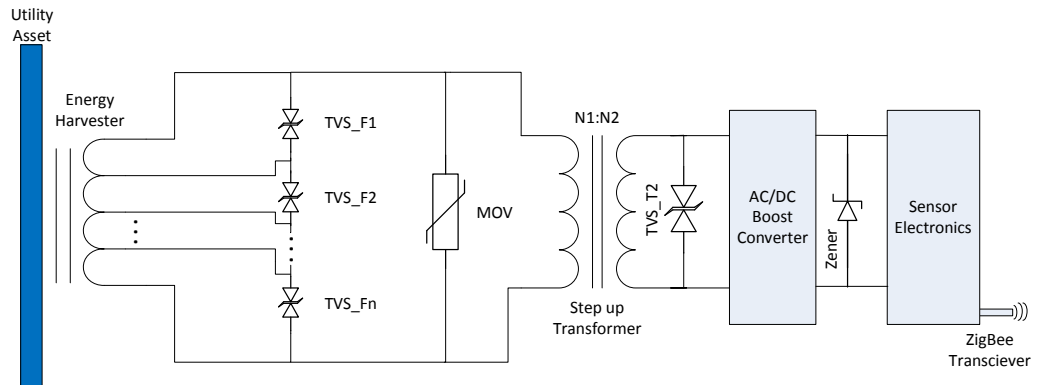 Utility
Asset
Energy
Harvester
TVS_F1
TVS_F2
TVS_Fn
MOV
N1:N2
Step up
Transformer
TVS_T2
AC/DC
Boost
Converter
Zener
Sensor
Electronics
ZigBee
Transciever